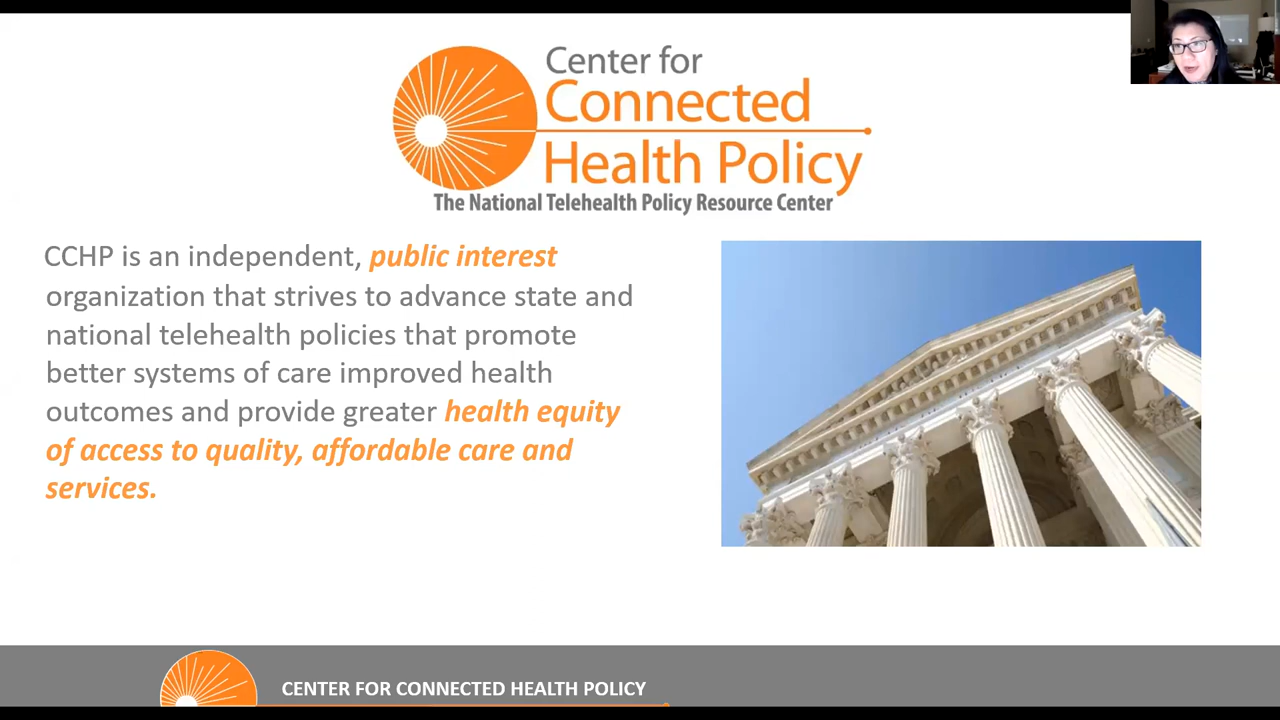 Center for
Connected
Health Policy
The National Telehealth Policy Resource Center
CCHP is an independent, public interest
organization that strives to advance state and
national telehealth policies that promote
better systems of care improved health
outcomes and provide greater health equity
of access to quality, affordable care and
services.
CENTER FOR CONNECTED HEALTH POLICY